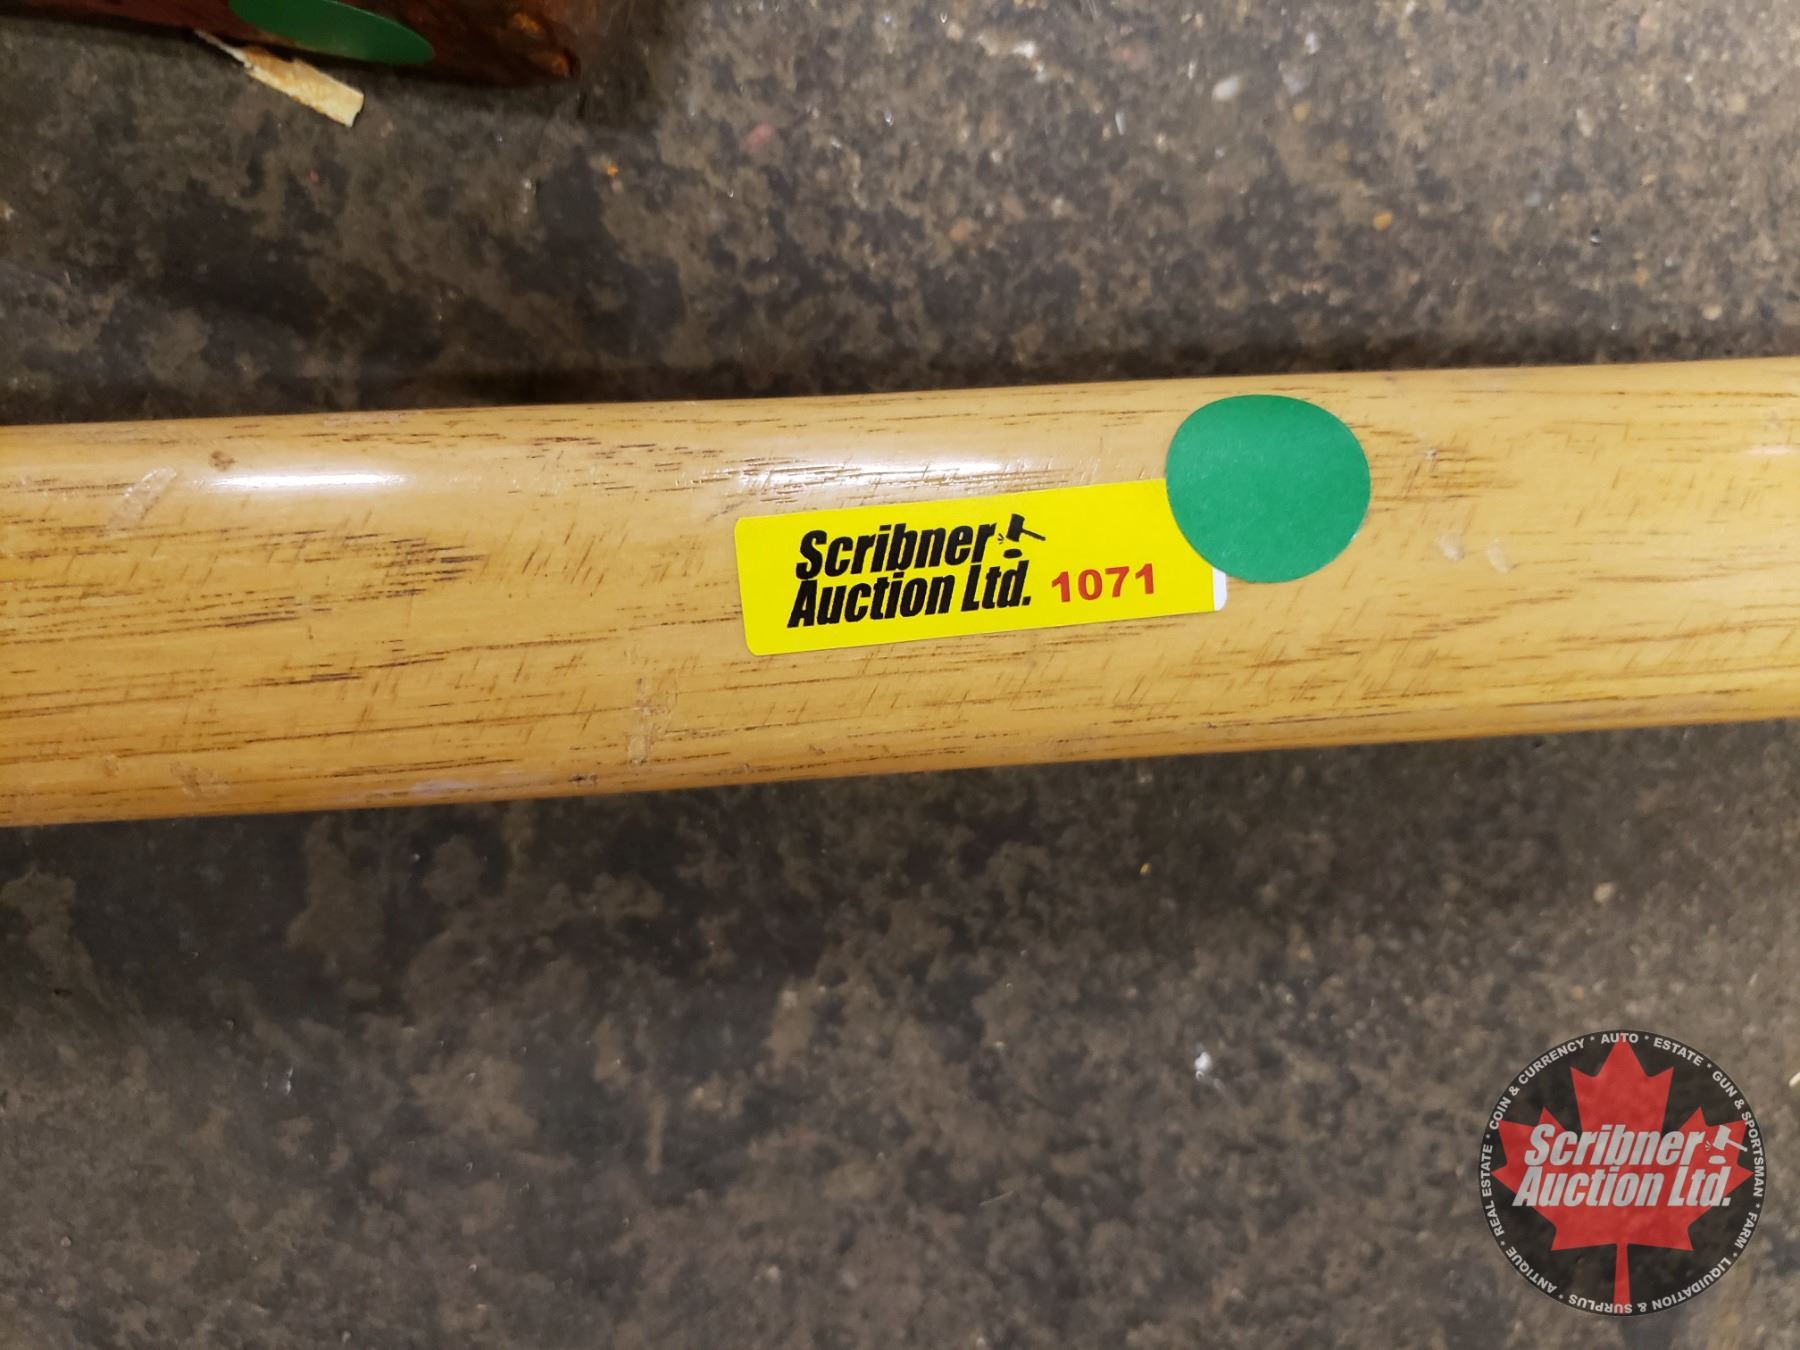 Scribner
Auction Ltd. 1071
COIN & CURRENCY * AUTO * ESTATE * GUN & SPORTSMAN * FARM * LIQUIDATION & SURPLUS * ANTIQUE * REAL ESTATE *
Scribner
Auction Ltd.